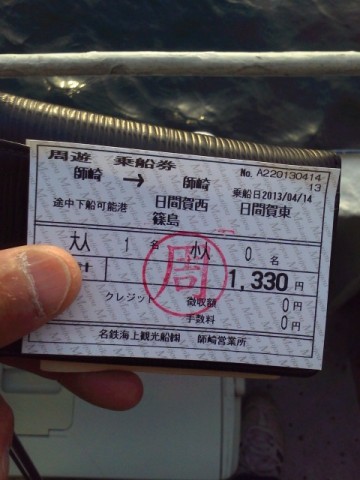 周遊 乗船券 No. A220130414
13
師崎 → 師崎 乗船日2013/04/14
途中下船可能港 日間賀西 日間賀東
篠島
大人 1 名 小人 0 名
1,330 円
クレジット 徴収額 0 円
手数料 0 円
周
名鉄海上観光船㈱ 師崎営業所